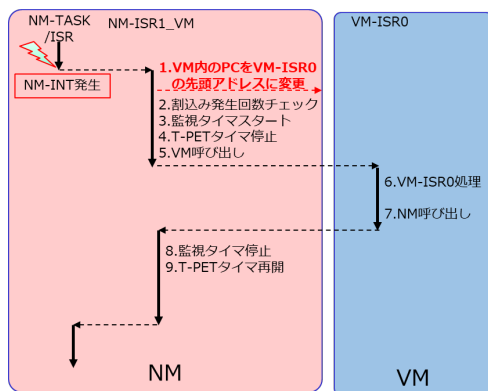 NM-TASK
/ISR
NM-ISR1_VM
VM-ISR0
NM-INT発生
1.VM内のPCをVM-ISR0
の先頭アドレスに変更
2.割込み発生回数チェック
3.監視タイマスタート
4.T-PETタイマ停止
5.VM呼び出し
6.VM-ISR0処理
7.NM呼び出し
8.監視タイマ停止
9.T-PETタイマ再開
NM
VM